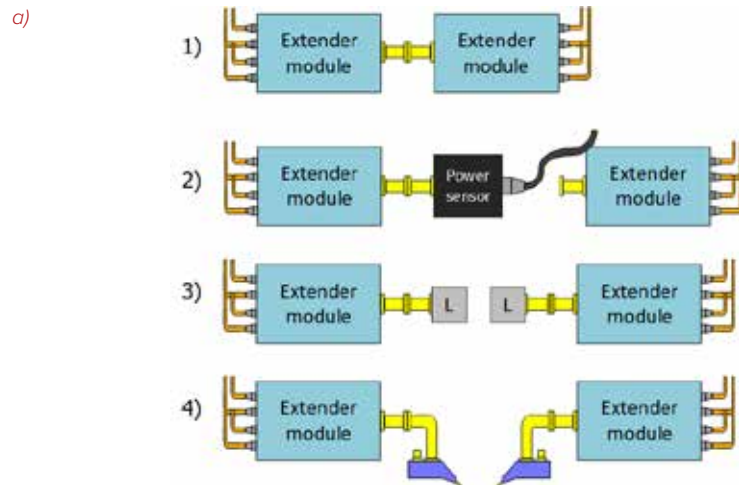 a)
1)
Extender
module
Extender
module
2)
Extender
module
Power
sensor
Extender
module
3)
Extender
module
L
L
Extender
module
4)
Extender
module
Extender
module